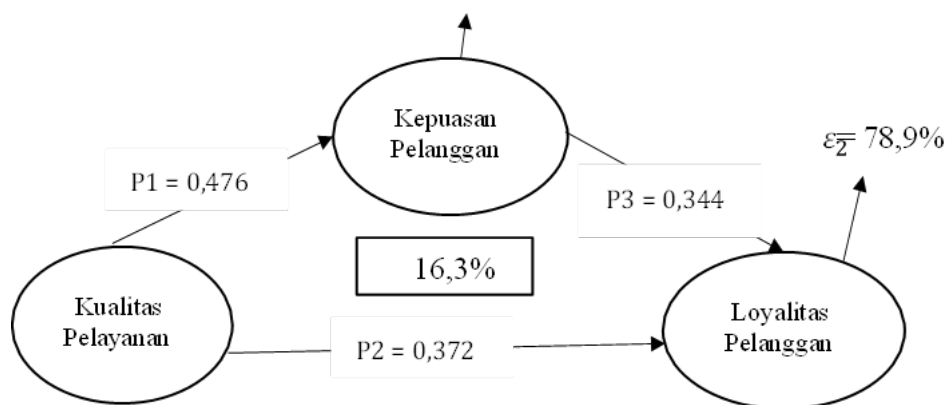 Kepuasan
Pelanggan
ε2= 78,9%
P1 = 0,476
P3 = 0,344
16,3%
Kualitas
Pelayanan
Loyalitas
Pelanggan
P2 = 0,372